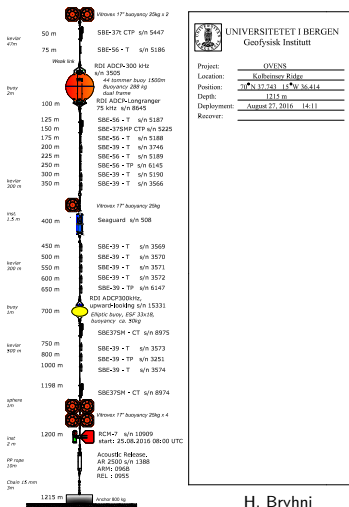 Vitrovex 17" buoyancy 25kg x 2
kevlar
47m
50 m SBE-37t CTP s/n 5447
75 m SBE-56 - T s/n 5186
Weak link
RDI ADCP-300 kHz
s/n 3505
44 tommer buoy 1500m
Buoyancy 288 kg
dual frame
buoy
2m
RDI ADCP-Longranger
100 m 75 kHz s/n 8645
125 m SBE-56 - T s/n 5187
150 m SBE-37SMP CTP s/n 5225
175 m SBE-56 - T s/n 5188
200 m SBE-39 - T s/n 3746
225 m SBE-56 - T s/n 5189
250 m SBE-56 - TP s/n 6145
300 m SBE-39 - T s/n 5190
350 m SBE-39 - T s/n 3566
kevlar
300 m
Vitrovex 17" buoyancy 25kg
inst
1.5 m
400 m Seaguard s/n 508
450 m SBE-39 - T s/n 3569
500 m SBE-39 - T s/n 3570
550 m SBE-39 - T s/n 3571
600 m SBE-39 - T s/n 3572
650 m SBE-39 - TP s/n 6147
kevlar
300 m
RDI ADCP300kHz,
upward-looking s/n 15331
buoy
1m
700 m Elliptic buoy, ESF 33x18,
buoyancy ca. 50kg
SBE37SM - CT s/n 8975
750 m SBE-39 - T s/n 3573
800 m SBE-39 - TP s/n 3251
1000 m SBE-39 - T s/n 3574
kevlar
500 m
1198 m SBE37SM - CT s/n 8974
sphere
1m
Vitrovex 17" buoyancy 25kg x 4
1200 m RCM-7 s/n 10909
start: 25.08.2016 08:00 UTC
inst
2 m
Acoustic Release.
AR 2500 s/n 1388
ARM: 096B
REL : 0955
PP rope
10m
Chain 15 mm
3m
1215 m Anchor 800 kg
UNIVERSITETET I BERGEN
Geofysisk Institutt
Project: OVENS
Location: Kolbeinsey Ridge
Position: 70°N 37.743 15°W 36.414
Depth: 1215 m
Deployment: August 27, 2016 14:11
Recover:
H. Bryhni